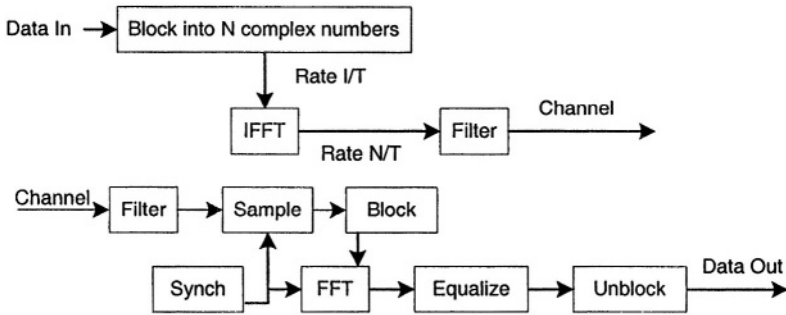 Data In
Block into N complex numbers
Rate I/T
IFFT
Rate N/T
Filter
Channel
Channel
Filter
Sample
Block
Synch
FFT
Equalize
Unblock
Data Out